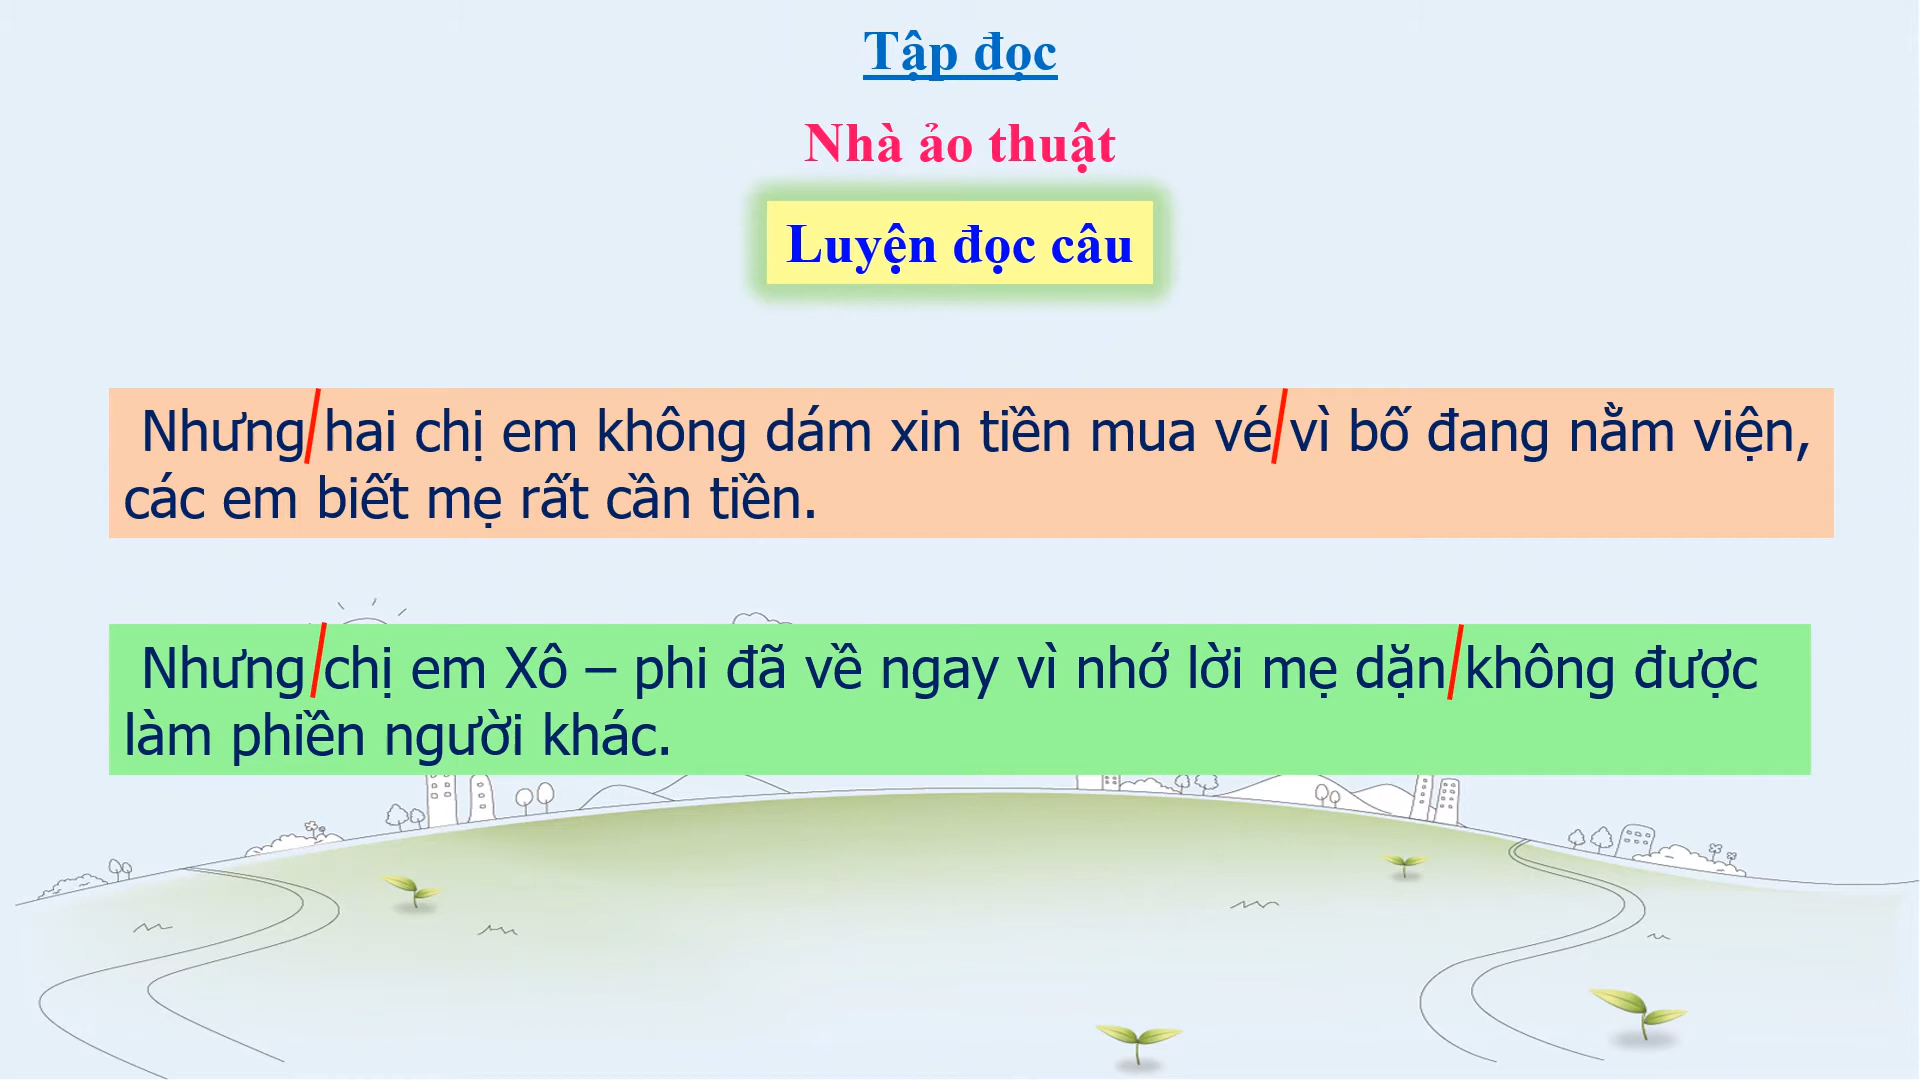 Tập đọc
Nhà ảo thuật
Luyện đọc câu
Nhưng/ hai chị em không dám xin tiền mua vé/ vì bố đang nằm viện,
các em biết mẹ rất cần tiền.
Nhưng/ chị em Xô – phi đã về ngay vì nhớ lời mẹ dặn/ không được
làm phiền người khác.